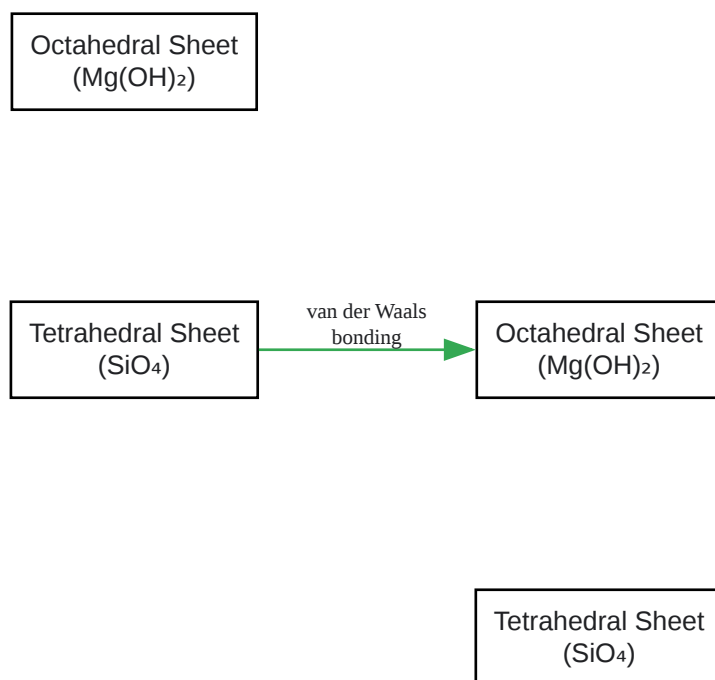 Octahedral Sheet
(Mg(OH)₂)
Tetrahedral Sheet
(SiO₄)
van der Waals
bonding
Octahedral Sheet
(Mg(OH)₂)
Tetrahedral Sheet
(SiO₄)